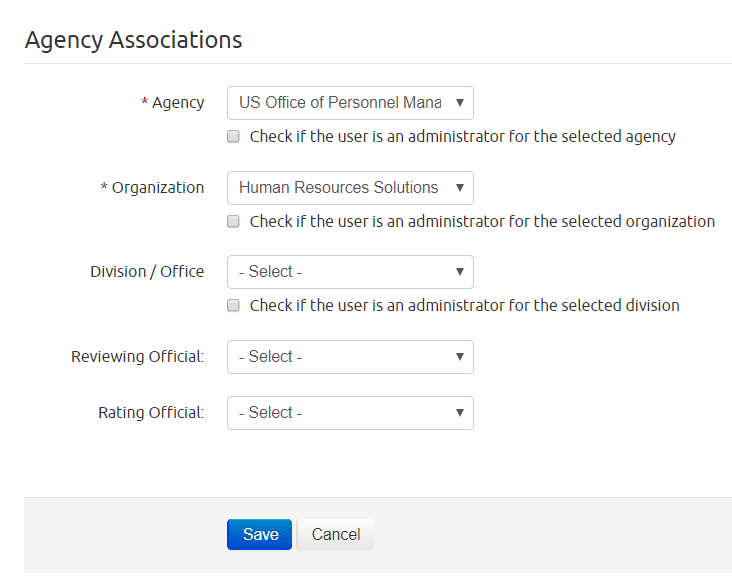 Agency Associations
* Agency
US Office of Personnel Mana
Check if the user is an administrator for the selected agency
* Organization
Human Resources Solutions
Check if the user is an administrator for the selected organization
Division / Office
- Select -
Check if the user is an administrator for the selected division
Reviewing Official:
- Select -
Rating Official:
- Select -
Save
Cancel